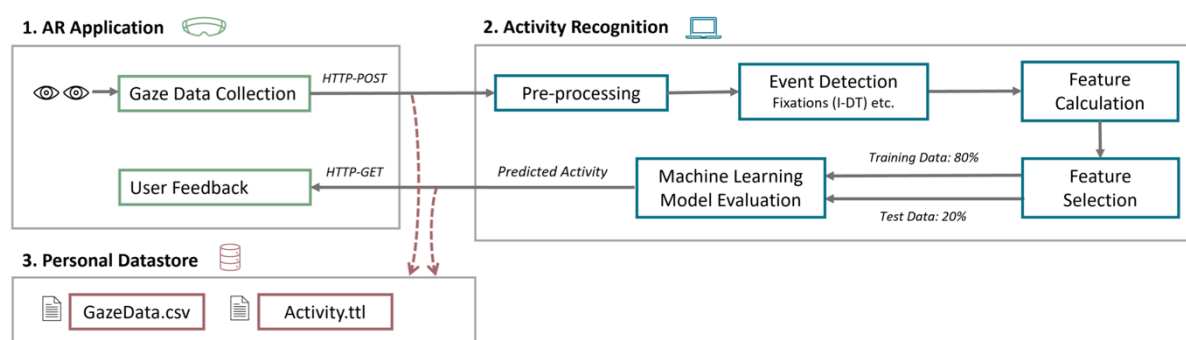 1. AR Application
2. Activity Recognition
HTTP-POST
Gaze Data Collection
Pre-processing
Event Detection
Fixations (I-DT) etc.
Feature
Calculation
HTTP-GET
User Feedback
Predicted Activity
Machine Learning
Model Evaluation
Training Data: 80%
Test Data: 20%
Feature
Selection
3. Personal Datastore
GazeData.csv
Activity.ttl